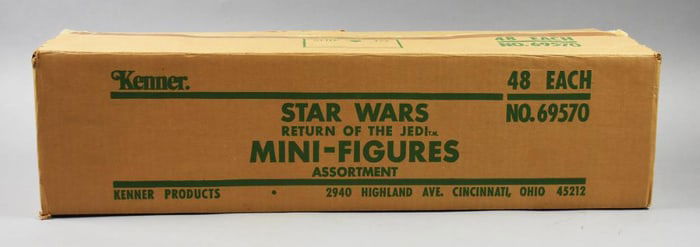 48 EACH
NO. 69570
Kenner. 48 EACH
STAR WARS NO. 69570
RETURN OF THE JEDI T.M.
MINI-FIGURES
ASSORTMENT
KENNER PRODUCTS • 2940 HIGHLAND AVE. CINCINNATI, OHIO 45212